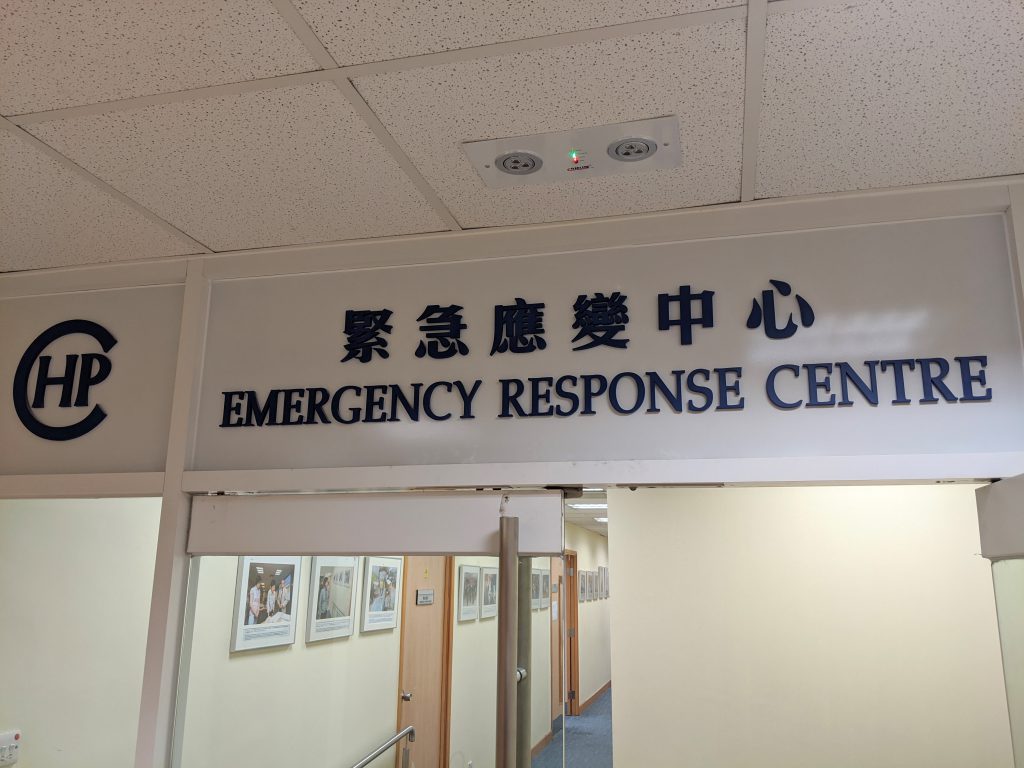 CHP
緊急應變中心
EMERGENCY RESPONSE CENTRE